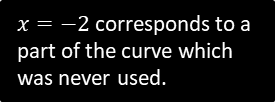 x = −2 corresponds to a
part of the curve which
was never used.